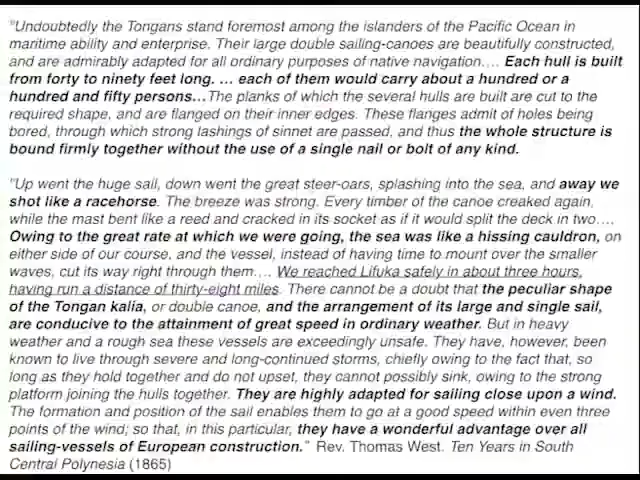 "Undoubtedly the Tongans stand foremost among the islanders of the Pacific Ocean in
maritime ability and enterprise. Their large double sailing-canoes are beautifully constructed,
and are admirably adapted for all ordinary purposes of native navigation.... Each hull is built
from forty to ninety feet long. ... each of them would carry about a hundred or a
hundred and fifty persons...The planks of which the several hulls are built are cut to the
required shape, and are flanged on their inner edges. These flanges admit of holes being
bored, through which strong lashings of sinnet are passed, and thus the whole structure is
bound firmly together without the use of a single nail or bolt of any kind.
"Up went the huge sail, down went the great steer-oars, splashing into the sea, and away we
shot like a racehorse. The breeze was strong. Every timber of the canoe creaked again,
while the mast bent like a reed and cracked in its socket as if it would split the deck in two....
Owing to the great rate at which we were going, the sea was like a hissing cauldron, on
either side of our course, and the vessel, instead of having time to mount over the smaller
waves, cut its way right through them.... We reached Lifuka safely in about three hours,
having run a distance of thirty-eight miles. There cannot be a doubt that the peculiar shape
of the Tongan kalia, or double canoe, and the arrangement of its large and single sail,
are conducive to the attainment of great speed in ordinary weather. But in heavy
weather and a rough sea these vessels are exceedingly unsafe. They have, however, been
known to live through severe and long-continued storms, chiefly owing to the fact that, so
long as they hold together and do not upset, they cannot possibly sink, owing to the strong
platform joining the hulls together. They are highly adapted for sailing close upon a wind.
The formation and position of the sail enables them to go at a good speed within even three
points of the wind; so that, in this particular, they have a wonderful advantage over all
sailing-vessels of European construction." Rev. Thomas West. Ten Years in South
Central Polynesia (1865)